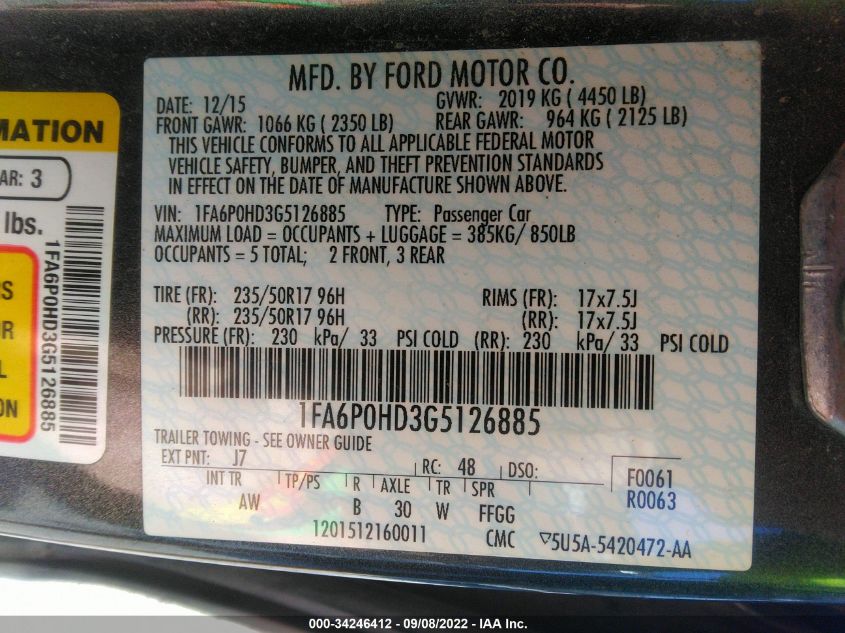 MFD. BY FORD MOTOR CO.
DATE: 12/15 GVWR: 2019 KG ( 4450 LB)
FRONT GAWR: 1066 KG ( 2350 LB) REAR GAWR: 964 KG ( 2125 LB)
THIS VEHICLE CONFORMS TO ALL APPLICABLE FEDERAL MOTOR
VEHICLE SAFETY, BUMPER, AND THEFT PREVENTION STANDARDS
IN EFFECT ON THE DATE OF MANUFACTURE SHOWN ABOVE.
VIN: 1FA6P0HD3G5126885 TYPE: Passenger Car
MAXIMUM LOAD = OCCUPANTS + LUGGAGE = 385KG/ 850LB
OCCUPANTS = 5 TOTAL; 2 FRONT, 3 REAR
TIRE (FR): 235/50R17 96H RIMS (FR): 17x7.5J
(RR): 235/50R17 96H (RR): 17x7.5J
PRESSURE (FR): 230 kPa/ 33 PSI COLD (RR): 230 kPa/ 33 PSI COLD
1FA6P0HD3G5126885
TRAILER TOWING - SEE OWNER GUIDE
EXT PNT: J7 RC: 48 DSO: F0061
INT TR TP/PS R AXLE TR SPR R0063
AW B 30 W FFGG
1201512160011 CMC ▽5U5A-5420472-AA
MATION
AR: 3
lbs.
1FA6P0HD3G5126885
S
UR
L
ON
000-34246412 - 09/08/2022 - IAA Inc.